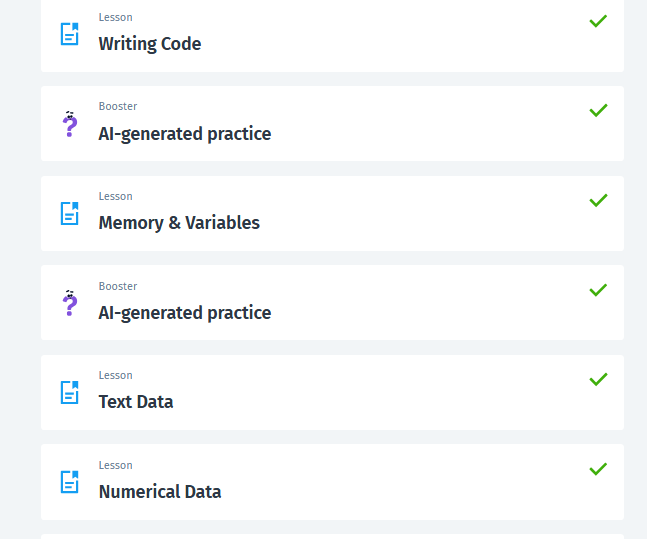 Lesson
Writing Code
Booster
AI-generated practice
Lesson
Memory & Variables
Booster
AI-generated practice
Lesson
Text Data
Lesson
Numerical Data